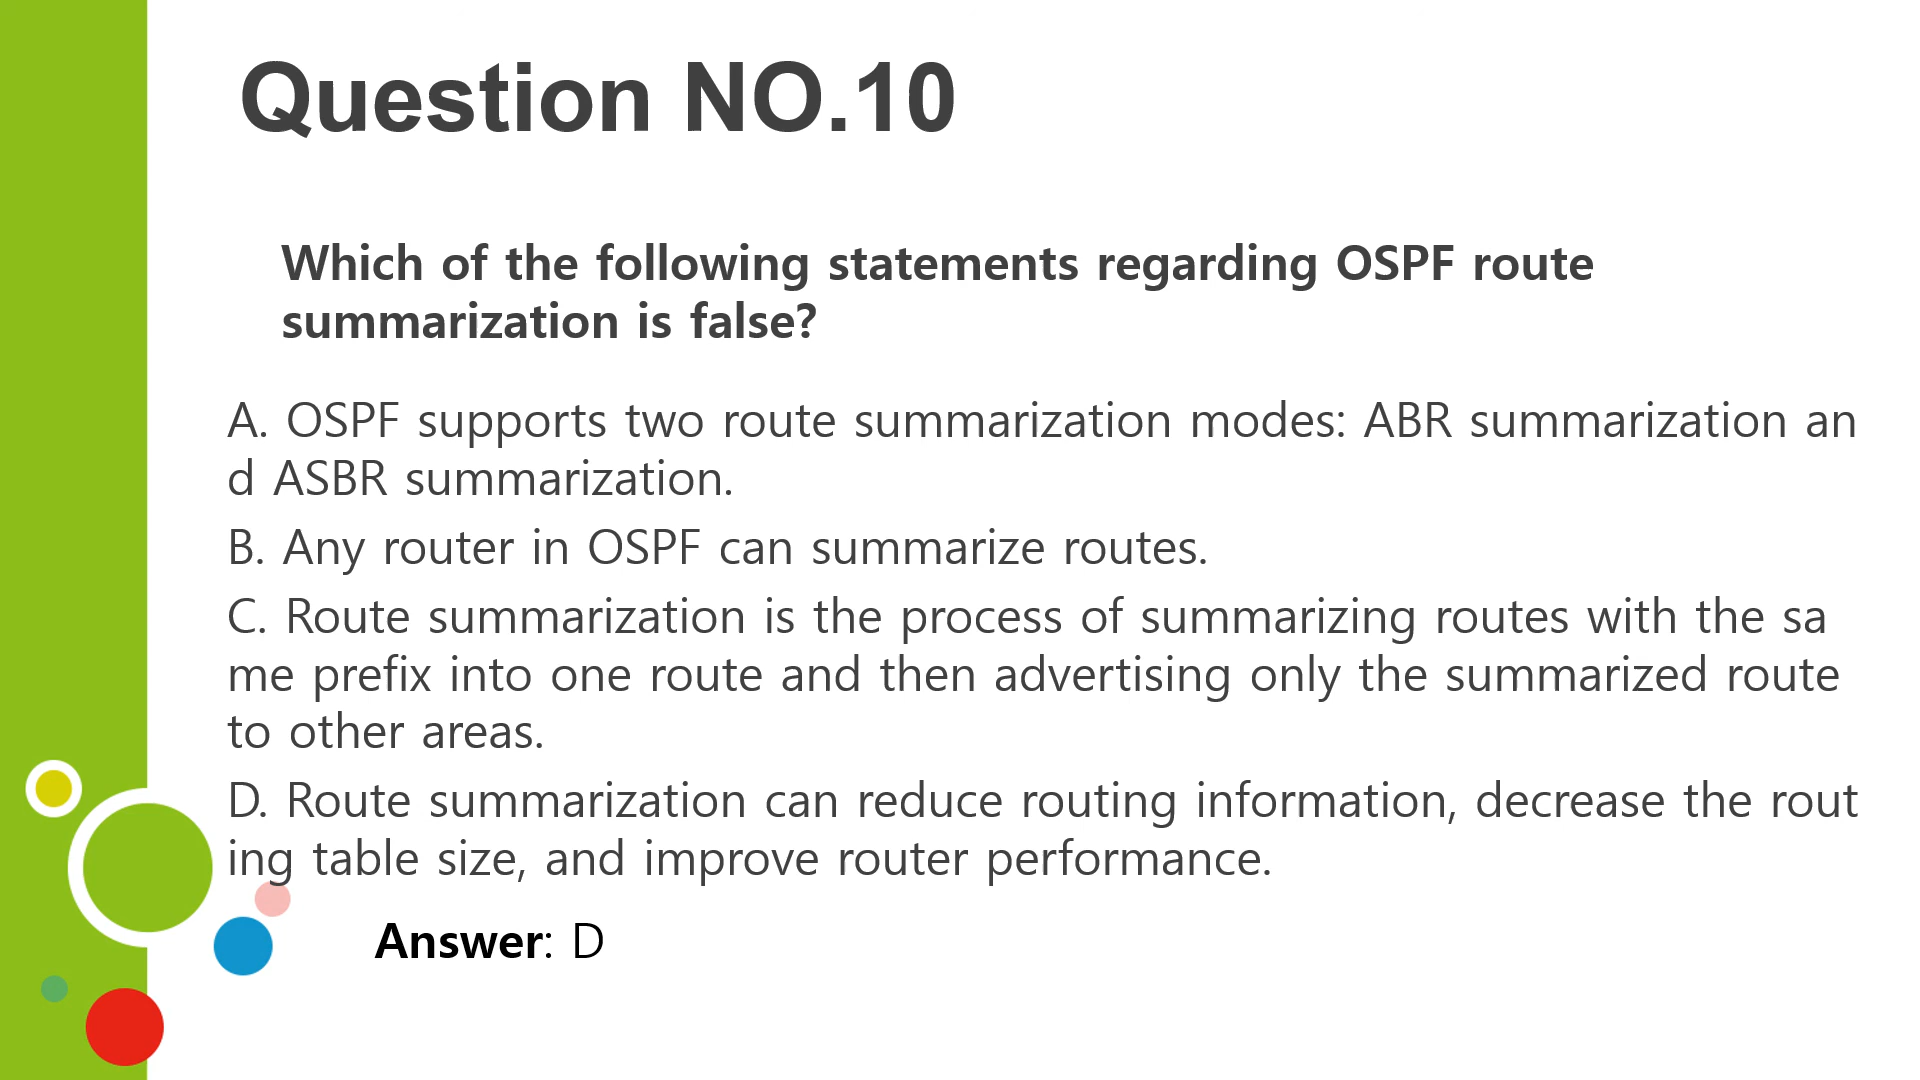 Question NO.10
Which of the following statements regarding OSPF route
summarization is false?
A. OSPF supports two route summarization modes: ABR summarization an
d ASBR summarization.
B. Any router in OSPF can summarize routes.
C. Route summarization is the process of summarizing routes with the sa
me prefix into one route and then advertising only the summarized route
to other areas.
D. Route summarization can reduce routing information, decrease the rout
ing table size, and improve router performance.
Answer: D